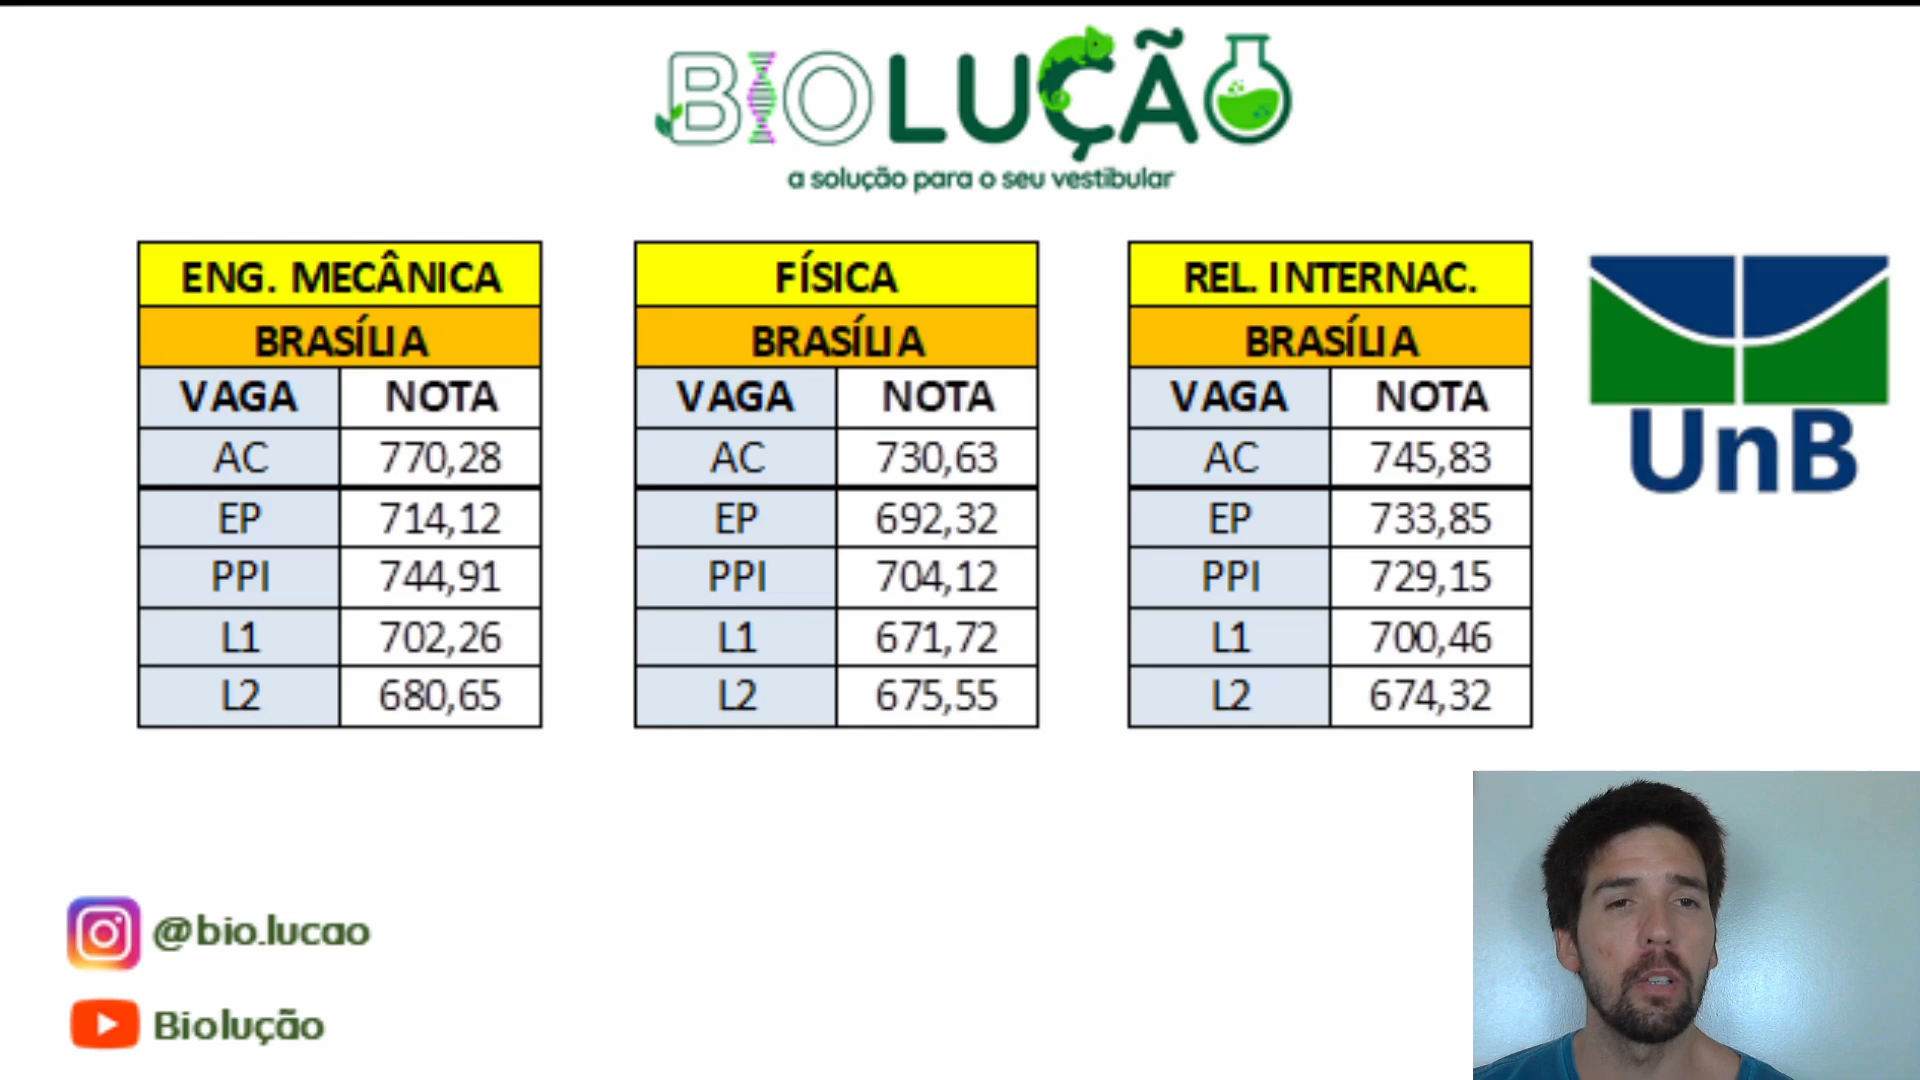 BIOLUÇÃO
a solução para o seu vestibular
ENG. MECÂNICA
BRASÍLIA
VAGA NOTA
AC 770,28
EP 714,12
PPI 744,91
L1 702,26
L2 680,65
FÍSICA
BRASÍLIA
VAGA NOTA
AC 730,63
EP 692,32
PPI 704,12
L1 671,72
L2 675,55
REL. INTERNAC.
BRASÍLIA
VAGA NOTA
AC 745,83
EP 733,85
PPI 729,15
L1 700,46
L2 674,32
UnB
@bio.lucao
Biolução